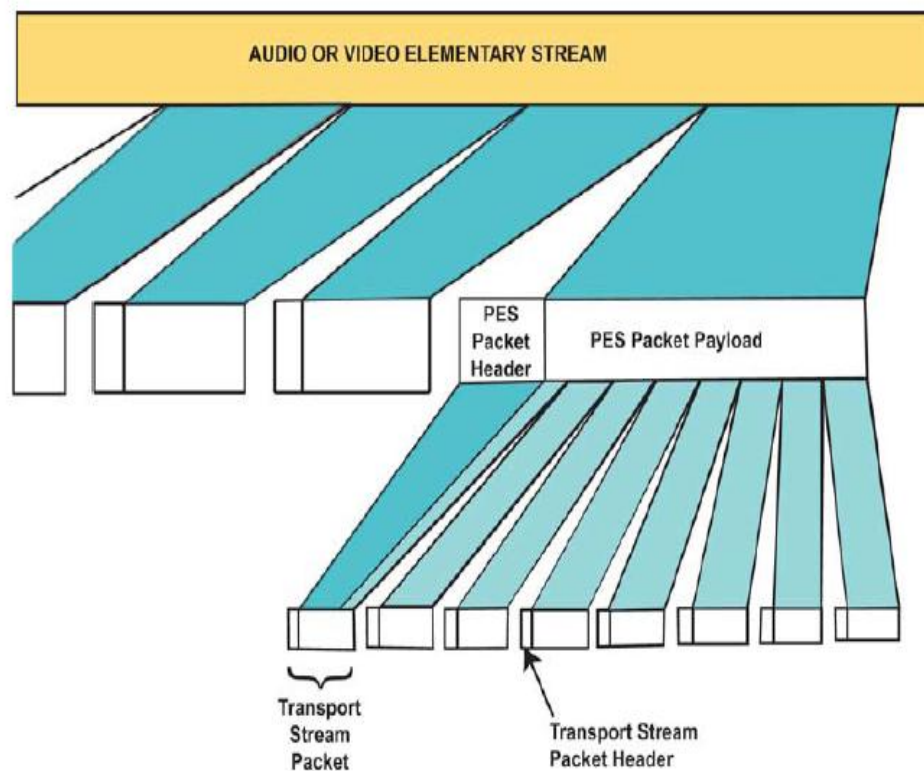 AUDIO OR VIDEO ELEMENTARY STREAM
PES
Packet
Header
PES Packet Payload
Transport
Stream
Packet
Transport Stream
Packet Header